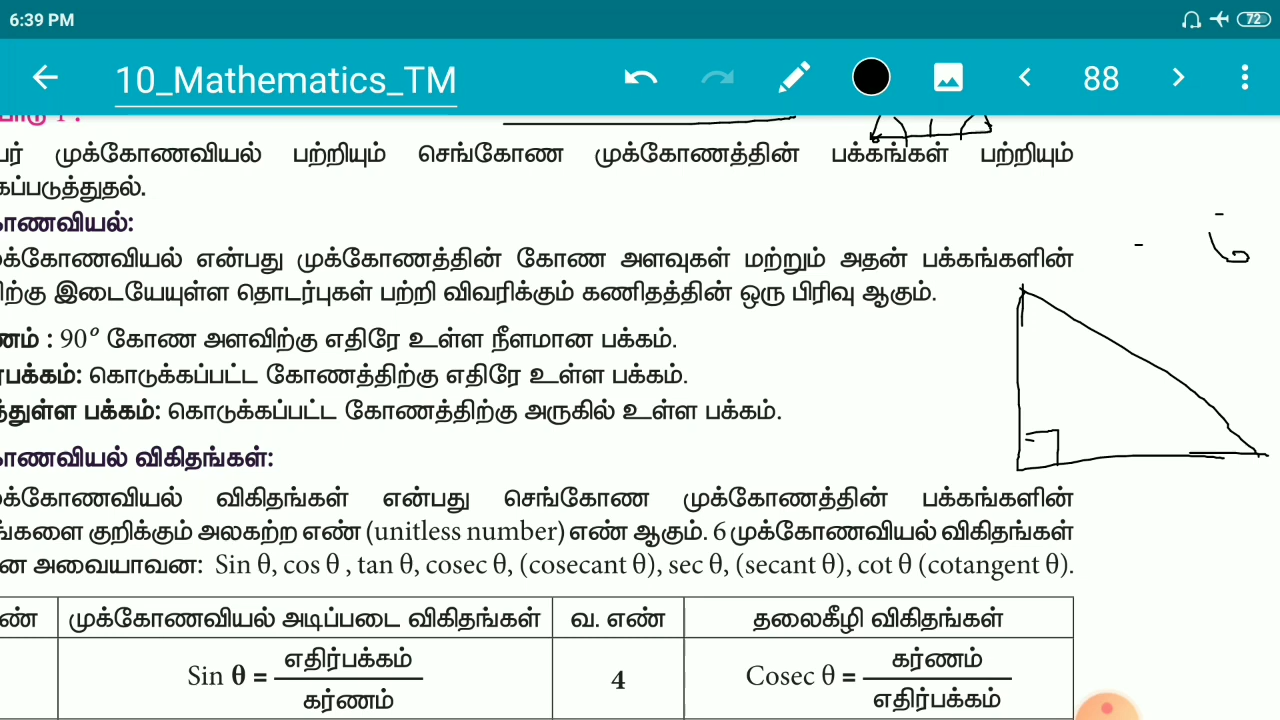 6:39 PM 72
10_Mathematics_TM 88
முக்கோணவியல் பற்றியும் செங்கோண முக்கோணத்தின் பக்கங்கள் பற்றியும்
கப்படுத்துதல்.
ாணவியல்:
க்கோணவியல் என்பது முக்கோணத்தின் கோண அளவுகள் மற்றும் அதன் பக்கங்களின்
ிற்கு இடையேயுள்ள தொடர்புகள் பற்றி விவரிக்கும் கணிதத்தின் ஒரு பிரிவு ஆகும்.
ணம் : 90° கோண அளவிற்கு எதிரே உள்ள நீளமான பக்கம்.
பக்கம்: கொடுக்கப்பட்ட கோணத்திற்கு எதிரே உள்ள பக்கம்.
த்துள்ள பக்கம்: கொடுக்கப்பட்ட கோணத்திற்கு அருகில் உள்ள பக்கம்.
ாணவியல் விகிதங்கள்:
க்கோணவியல் விகிதங்கள் என்பது செங்கோண முக்கோணத்தின் பக்கங்களின்
ங்களை குறிக்கும் அலகற்ற எண் (unitless number) எண் ஆகும். 6 முக்கோணவியல் விகிதங்கள்
ன அவையாவன: Sin θ, cos θ , tan θ, cosec θ, (cosecant θ), sec θ, (secant θ), cot θ (cotangent θ).
ண் முக்கோணவியல் அடிப்படை விகிதங்கள் வ. எண் தலைகீழி விகிதங்கள்
Sin θ = எதிர்பக்கம் / கர்ணம் 4 Cosec θ = கர்ணம் / எதிர்பக்கம்